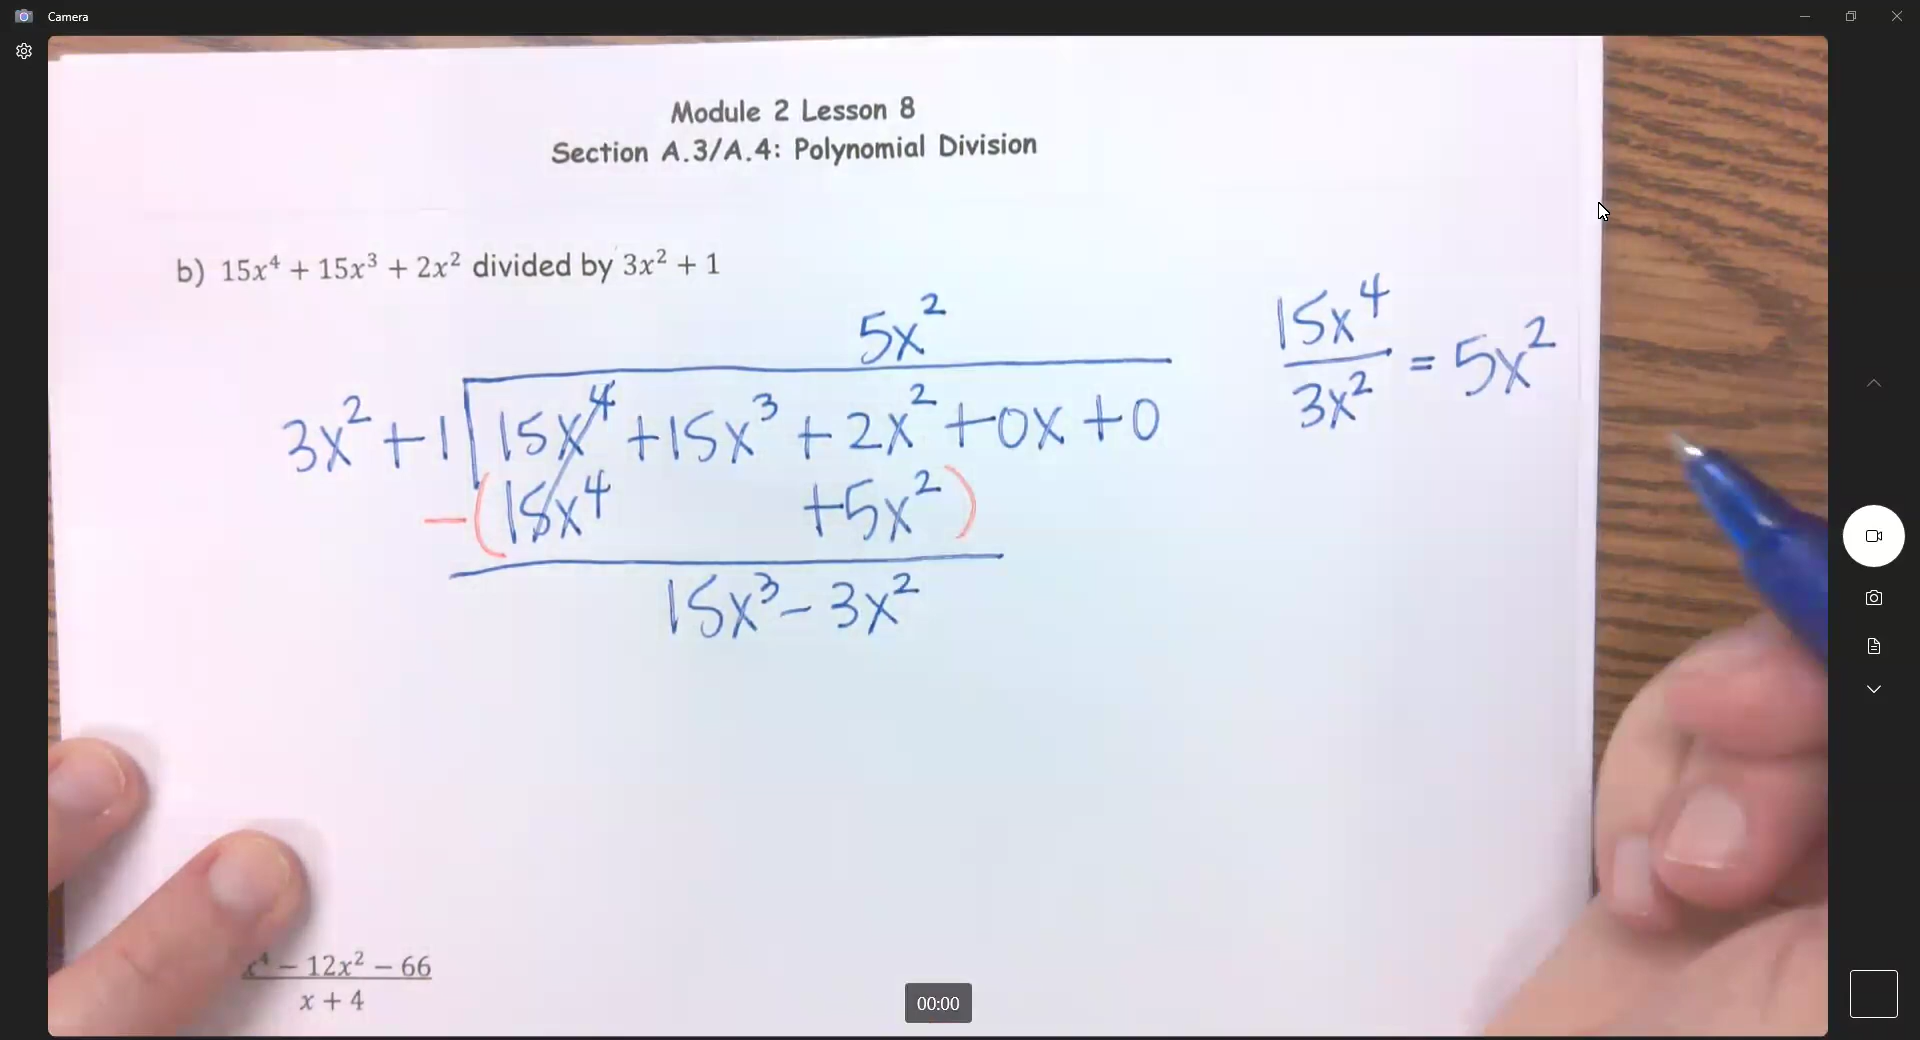 Camera
Module 2 Lesson 8
Section A.3/A.4: Polynomial Division
b) 15x⁴ + 15x³ + 2x² divided by 3x² + 1
5x²
3x² + 1 15x⁴ + 15x³ + 2x² + 0x + 0
-(15x⁴ + 5x²)
15x³ - 3x²
15x⁴
3x²
= 5x²
x⁴ − 12x² − 66
x + 4
00:00